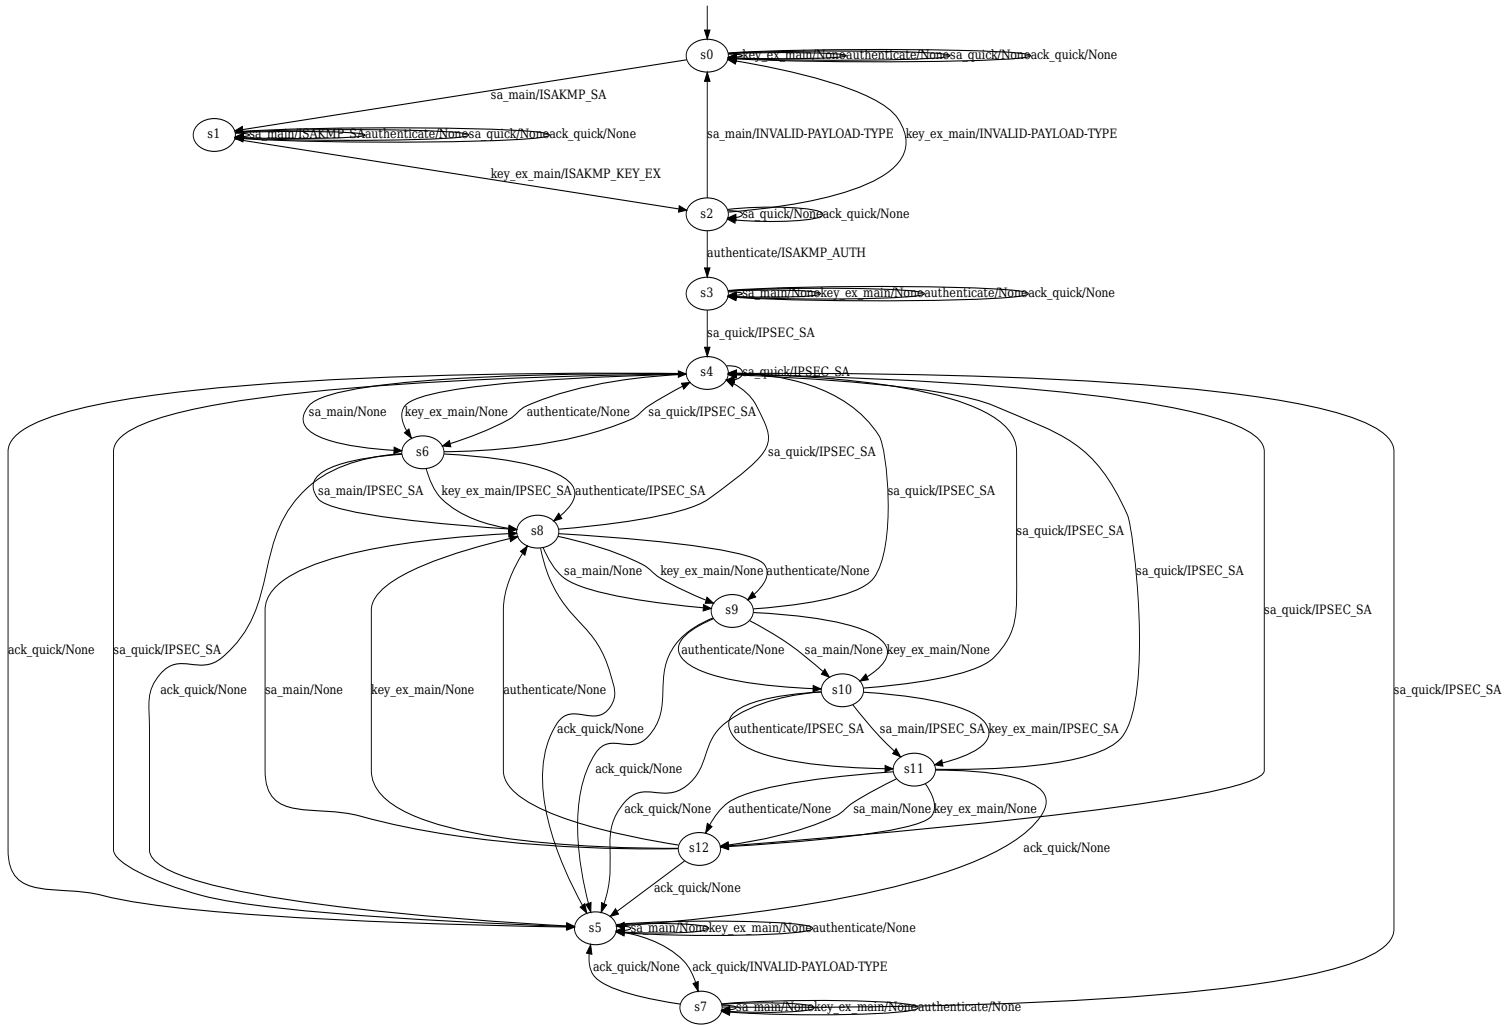 s0
key_ex_main/None authenticate/None sa_quick/None ack_quick/None
sa_main/ISAKMP_SA
s1
sa_main/ISAKMP_SA authenticate/None sa_quick/None ack_quick/None
sa_main/INVALID-PAYLOAD-TYPE
key_ex_main/INVALID-PAYLOAD-TYPE
key_ex_main/ISAKMP_KEY_EX
s2
sa_quick/None ack_quick/None
authenticate/ISAKMP_AUTH
s3
sa_main/None key_ex_main/None authenticate/None ack_quick/None
sa_quick/IPSEC_SA
s4
sa_quick/IPSEC_SA
sa_main/None
key_ex_main/None
authenticate/None
sa_quick/IPSEC_SA
s6
sa_quick/IPSEC_SA
sa_main/IPSEC_SA
key_ex_main/IPSEC_SA
authenticate/IPSEC_SA
sa_quick/IPSEC_SA
s8
sa_quick/IPSEC_SA
sa_main/None
key_ex_main/None
authenticate/None
sa_quick/IPSEC_SA
s9
sa_quick/IPSEC_SA
ack_quick/None
sa_quick/IPSEC_SA
authenticate/None
sa_main/None
key_ex_main/None
ack_quick/None
sa_main/None
key_ex_main/None
authenticate/None
s10
sa_quick/IPSEC_SA
ack_quick/None
authenticate/IPSEC_SA
sa_main/IPSEC_SA
key_ex_main/IPSEC_SA
ack_quick/None
s11
ack_quick/None
authenticate/None
sa_main/None
key_ex_main/None
s12
ack_quick/None
ack_quick/None
s5
sa_main/None key_ex_main/None authenticate/None
ack_quick/None
ack_quick/INVALID-PAYLOAD-TYPE
s7
sa_main/None key_ex_main/None authenticate/None